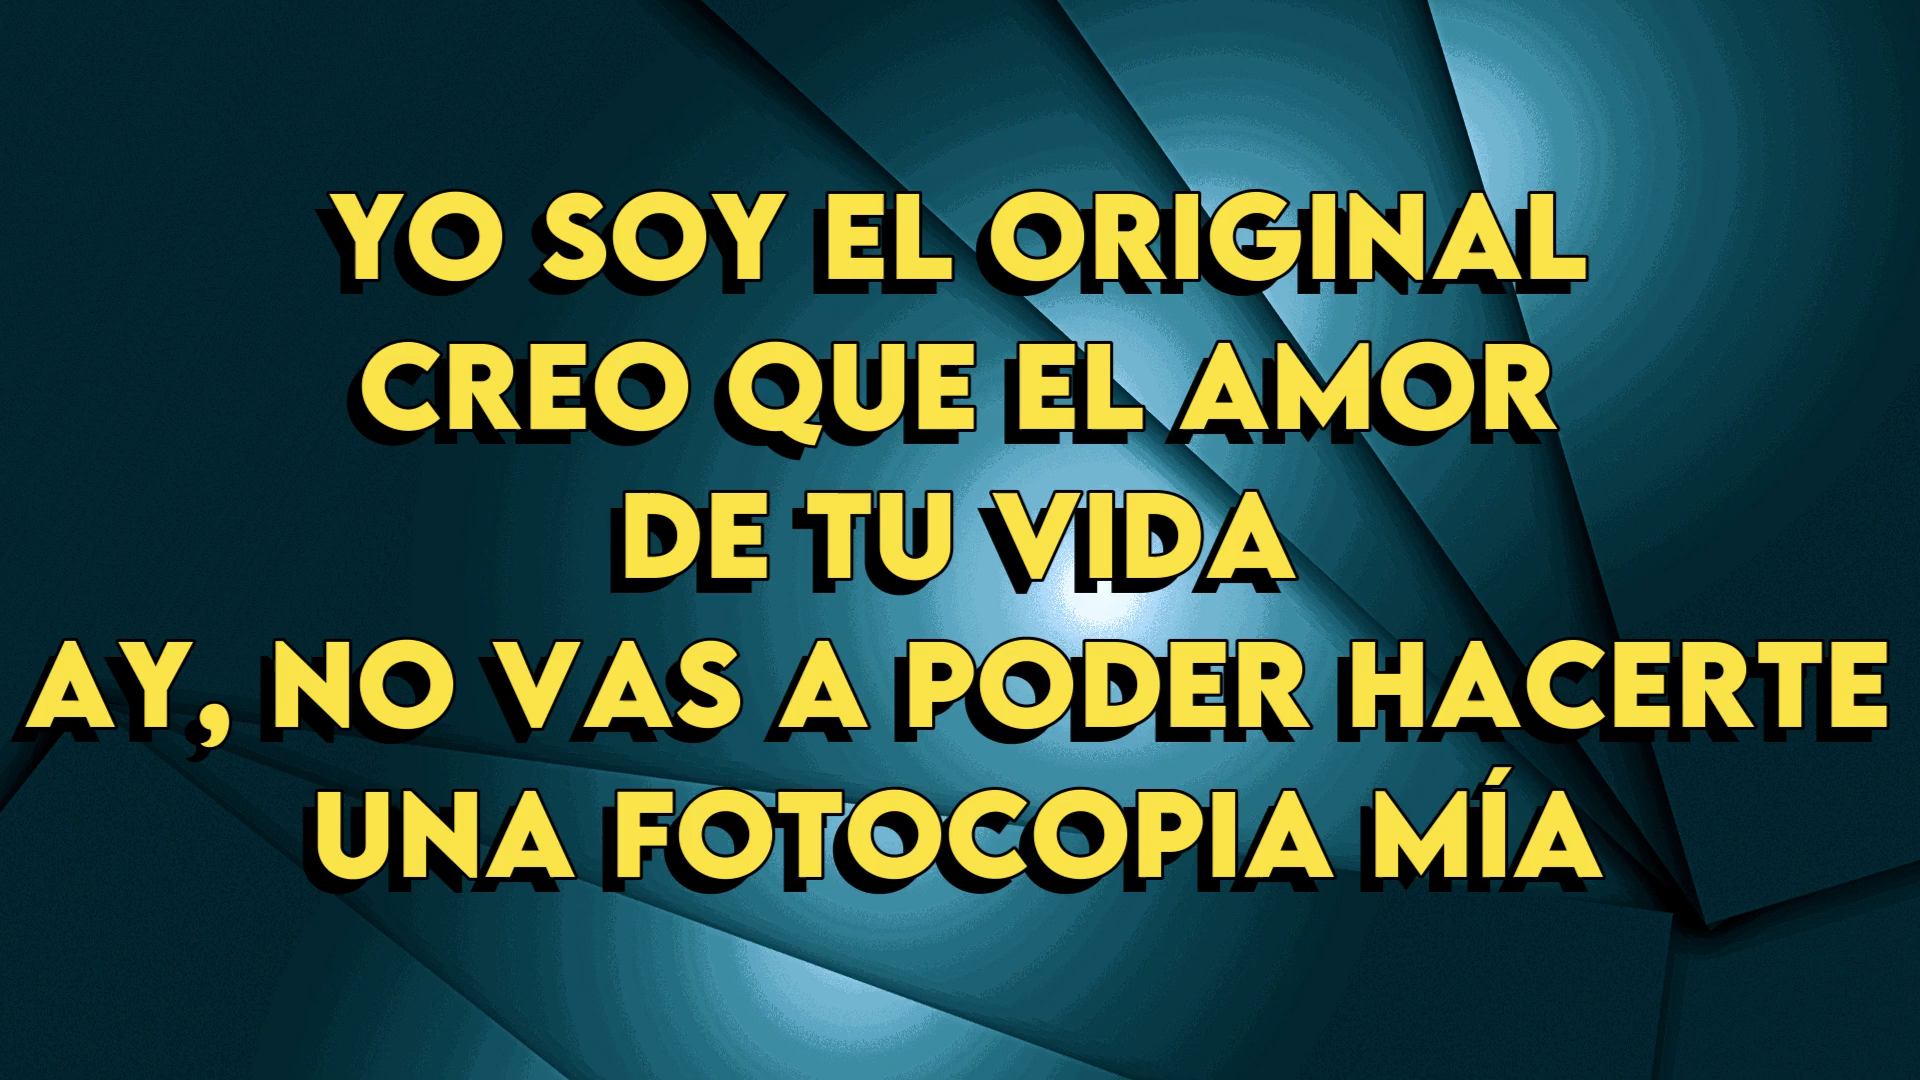 YO SOY EL ORIGINAL
CREO QUE EL AMOR
DE TU VIDA
AY, NO VAS A PODER HACERTE
UNA FOTOCOPIA MÍA